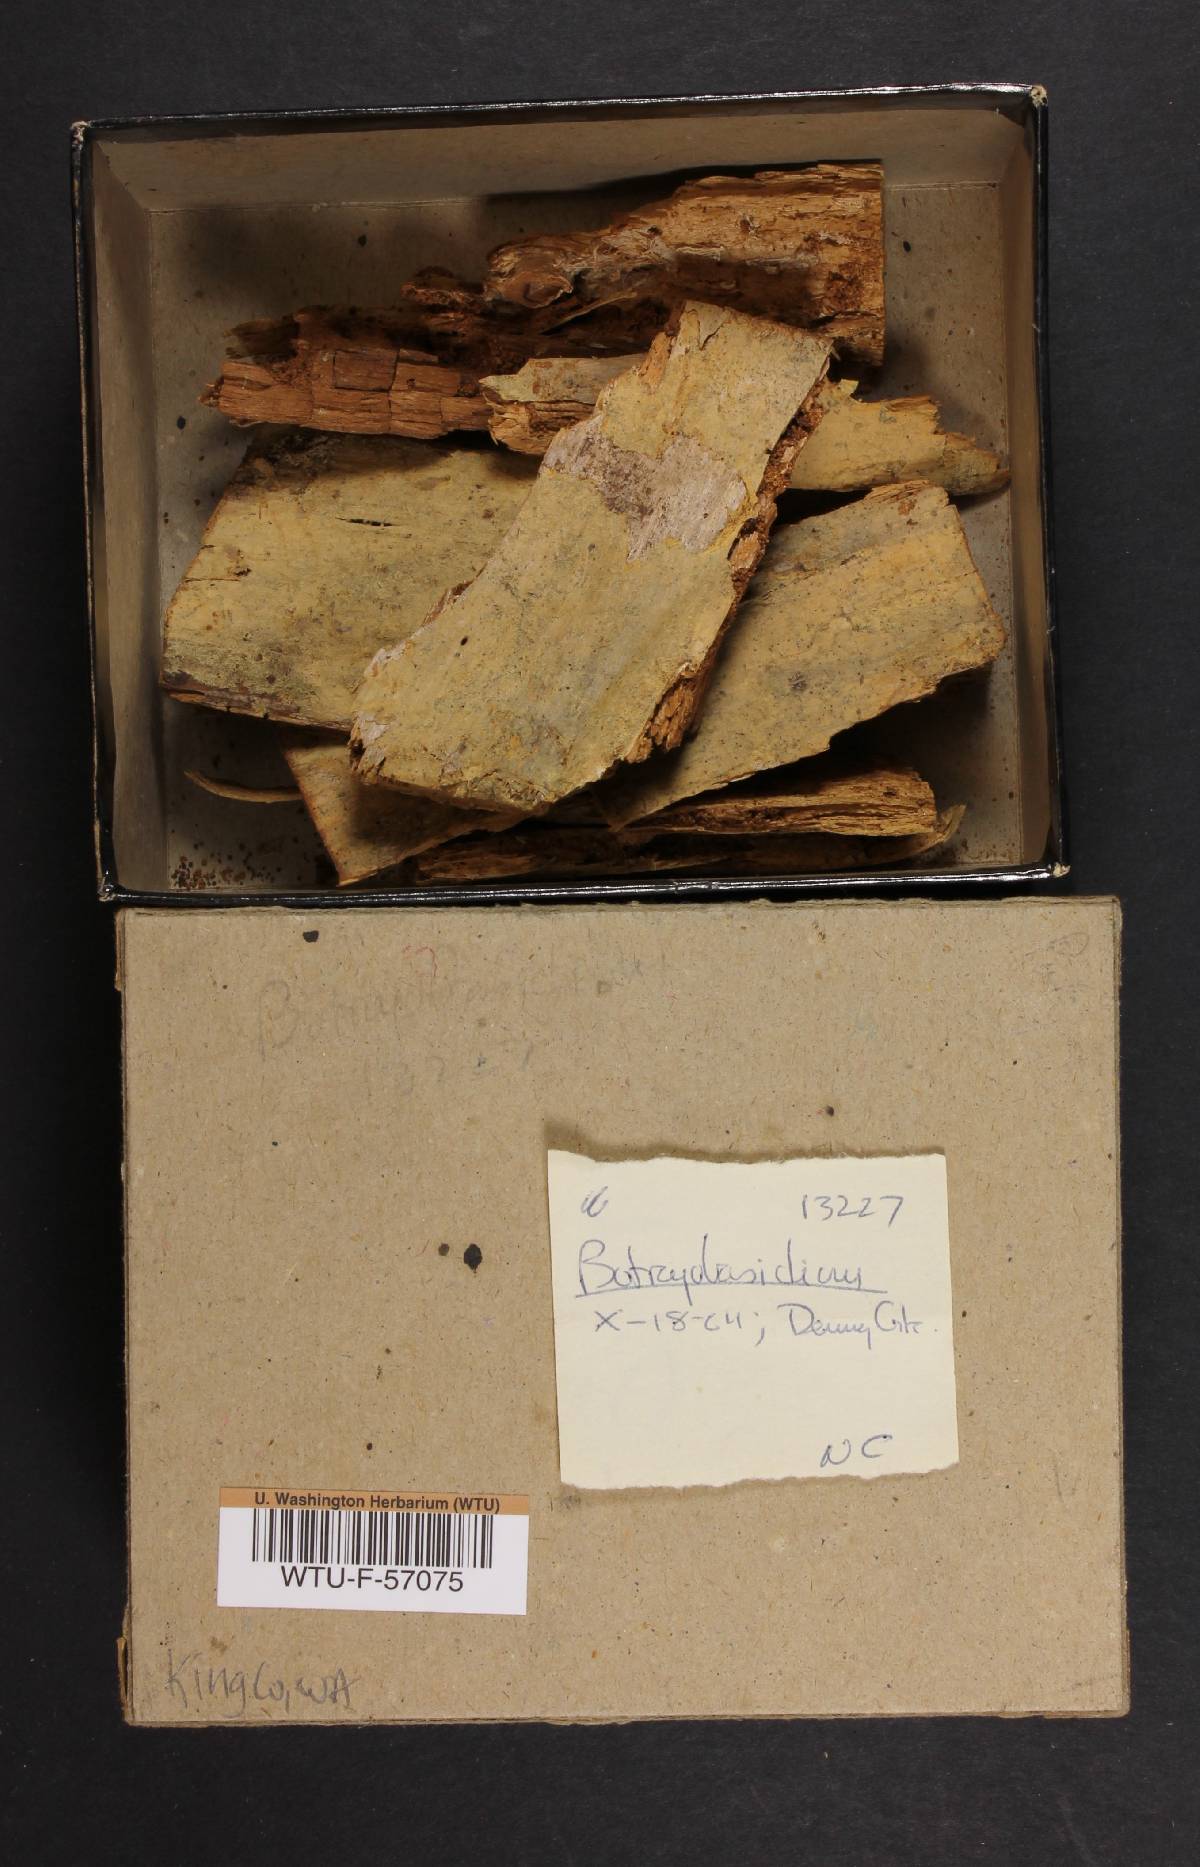 13227
Botryobasidium
X-18-64; Denny Crk.
NC
U. Washington Herbarium (WTU)
WTU-F-57075
King Co, WA